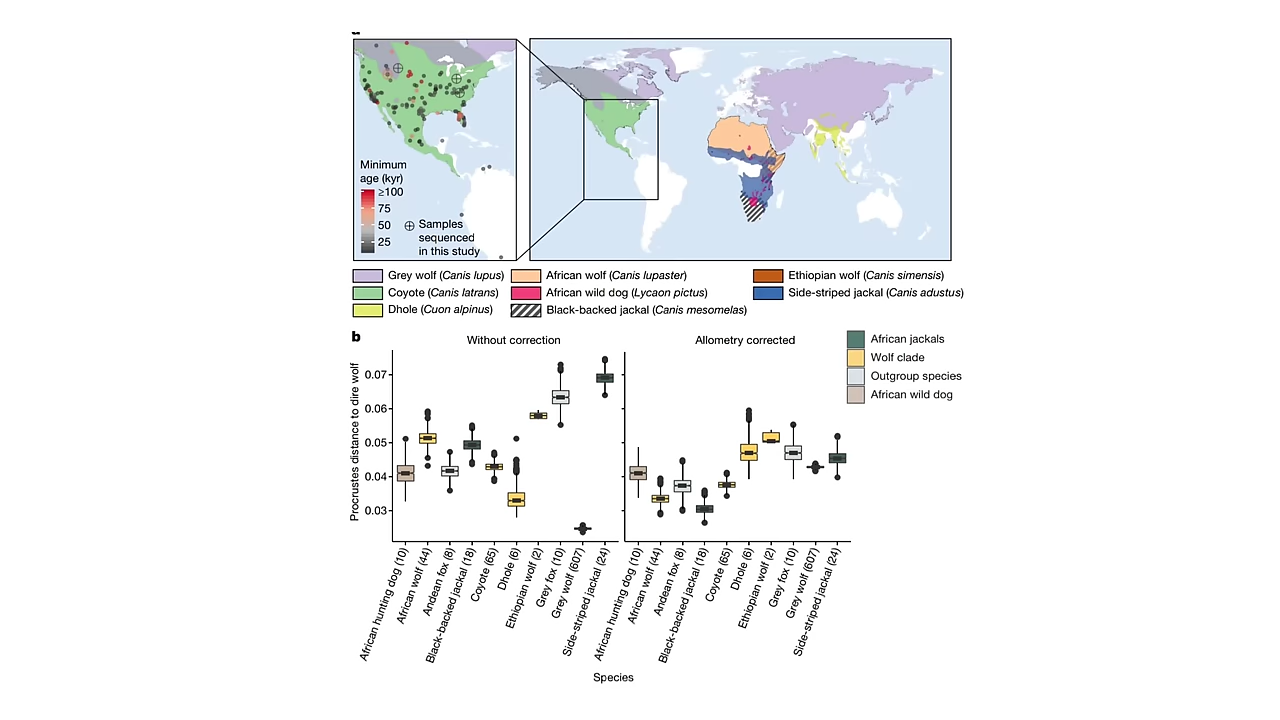 Minimum
age (kyr)
≥100
75
50
25
Samples
sequenced
in this study
Grey wolf (Canis lupus)
African wolf (Canis lupaster)
Ethiopian wolf (Canis simensis)
Coyote (Canis latrans)
African wild dog (Lycaon pictus)
Side-striped jackal (Canis adustus)
Dhole (Cuon alpinus)
Black-backed jackal (Canis mesomelas)
b
Without correction
Allometry corrected
African jackals
Wolf clade
Outgroup species
African wild dog
Procrustes distance to dire wolf
0.07
0.06
0.05
0.04
0.03
African hunting dog (10)
African wolf (44)
Andean fox (8)
Black-backed jackal (18)
Coyote (65)
Dhole (6)
Ethiopian wolf (2)
Grey fox (10)
Grey wolf (607)
Side-striped jackal (24)
African hunting dog (10)
African wolf (44)
Andean fox (8)
Black-backed jackal (18)
Coyote (65)
Dhole (6)
Ethiopian wolf (2)
Grey fox (10)
Grey wolf (607)
Side-striped jackal (24)
Species